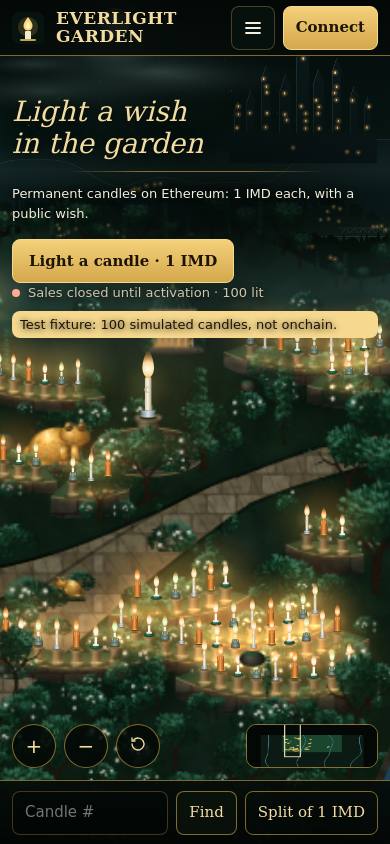 EVERLIGHT
GARDEN
Connect
Light a wish
in the garden
Permanent candles on Ethereum: 1 IMD each, with a
public wish.
Light a candle · 1 IMD
Sales closed until activation · 100 lit
Test fixture: 100 simulated candles, not onchain.
+
−
Candle #
Find
Split of 1 IMD